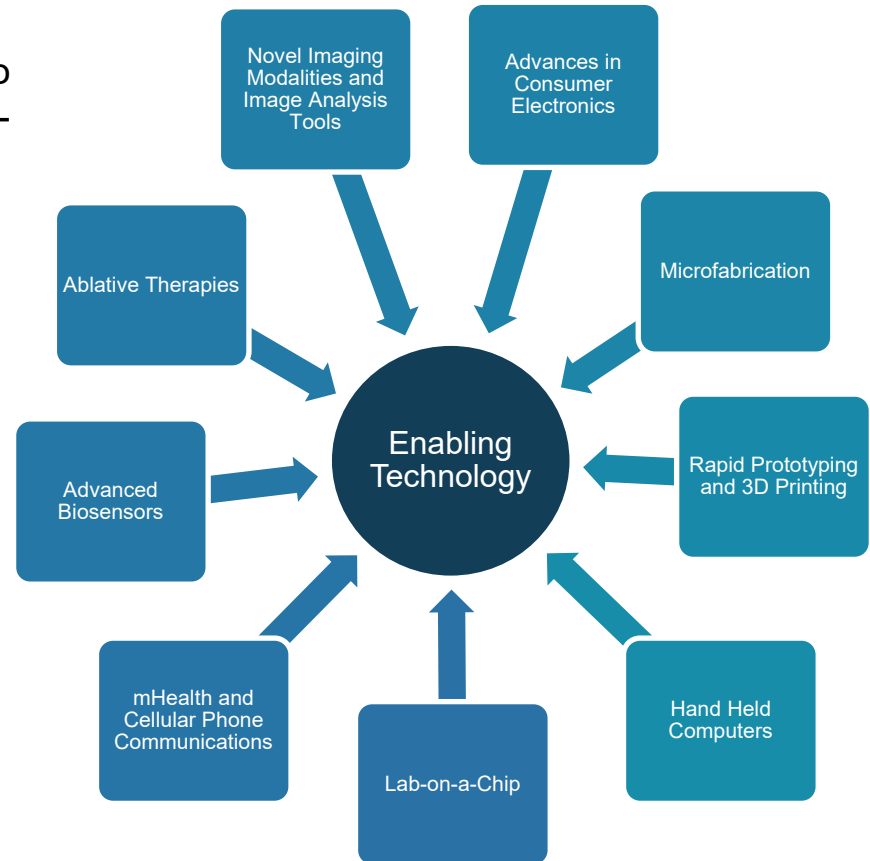 Novel Imaging
Modalities and
Image Analysis
Tools
Advances in
Consumer
Electronics
Ablative Therapies
Microfabrication
Enabling
Technology
Advanced
Biosensors
Rapid Prototyping
and 3D Printing
mHealth and
Cellular Phone
Communications
Lab-on-a-Chip
Hand Held
Computers